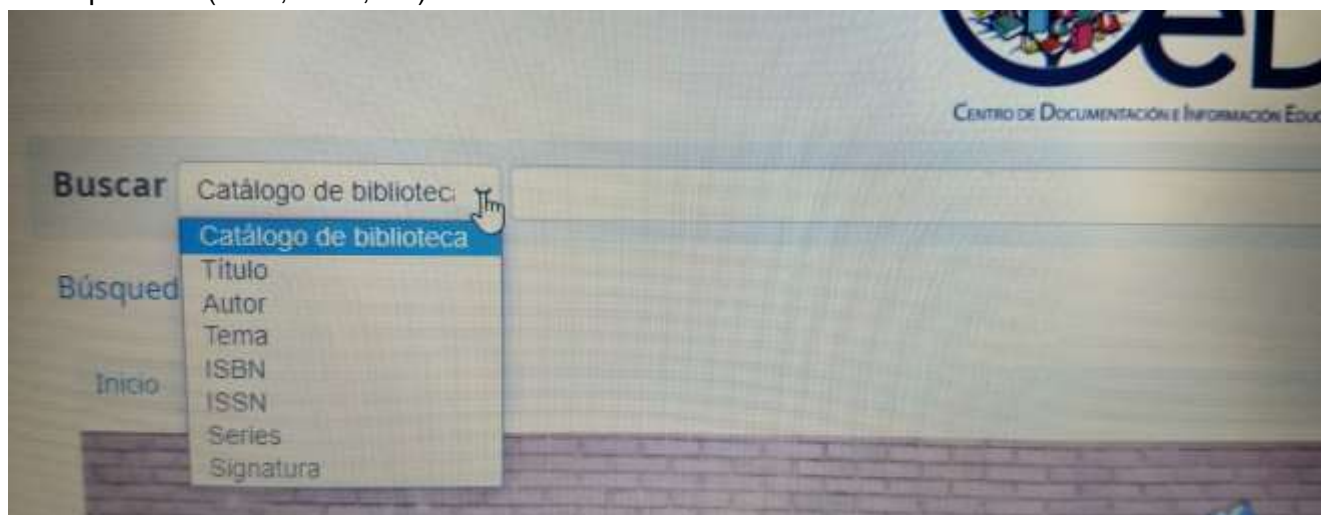 CENTRO DE DOCUMENTACIÓN E INFORMACIÓN EDUC
Buscar Catálogo de bibliotec
Catálogo de biblioteca
Título
Búsqued
Autor
Tema
ISBN
Inicio
ISSN
Series
Signatura